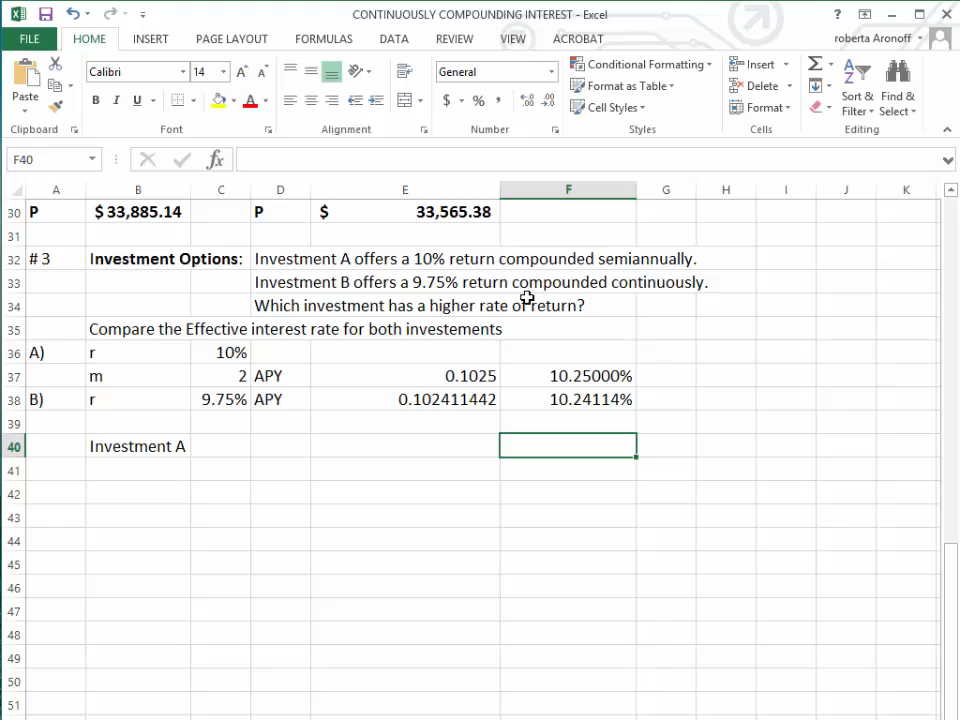 CONTINUOUSLY COMPOUNDING INTEREST - Excel
?
FILE HOME INSERT PAGE LAYOUT FORMULAS DATA REVIEW VIEW ACROBAT roberta Aronoff
Paste
Calibri 14 A A
B I U A
General
$ % ,
Conditional Formatting
Format as Table
Cell Styles
Insert
Delete
Format
Σ
Sort & Filter
Find & Select
Clipboard Font Alignment Number Styles Cells Editing
F40 fx
A B C D E F G H I J K
30 P $ 33,885.14 P $ 33,565.38
31
32 # 3 Investment Options: Investment A offers a 10% return compounded semiannually.
33 Investment B offers a 9.75% return compounded continuously.
34 Which investment has a higher rate of return?
35 Compare the Effective interest rate for both investements
36 A) r 10%
37 m 2 APY 0.1025 10.25000%
38 B) r 9.75% APY 0.102411442 10.24114%
39
40 Investment A
41
42
43
44
45
46
47
48
49
50
51